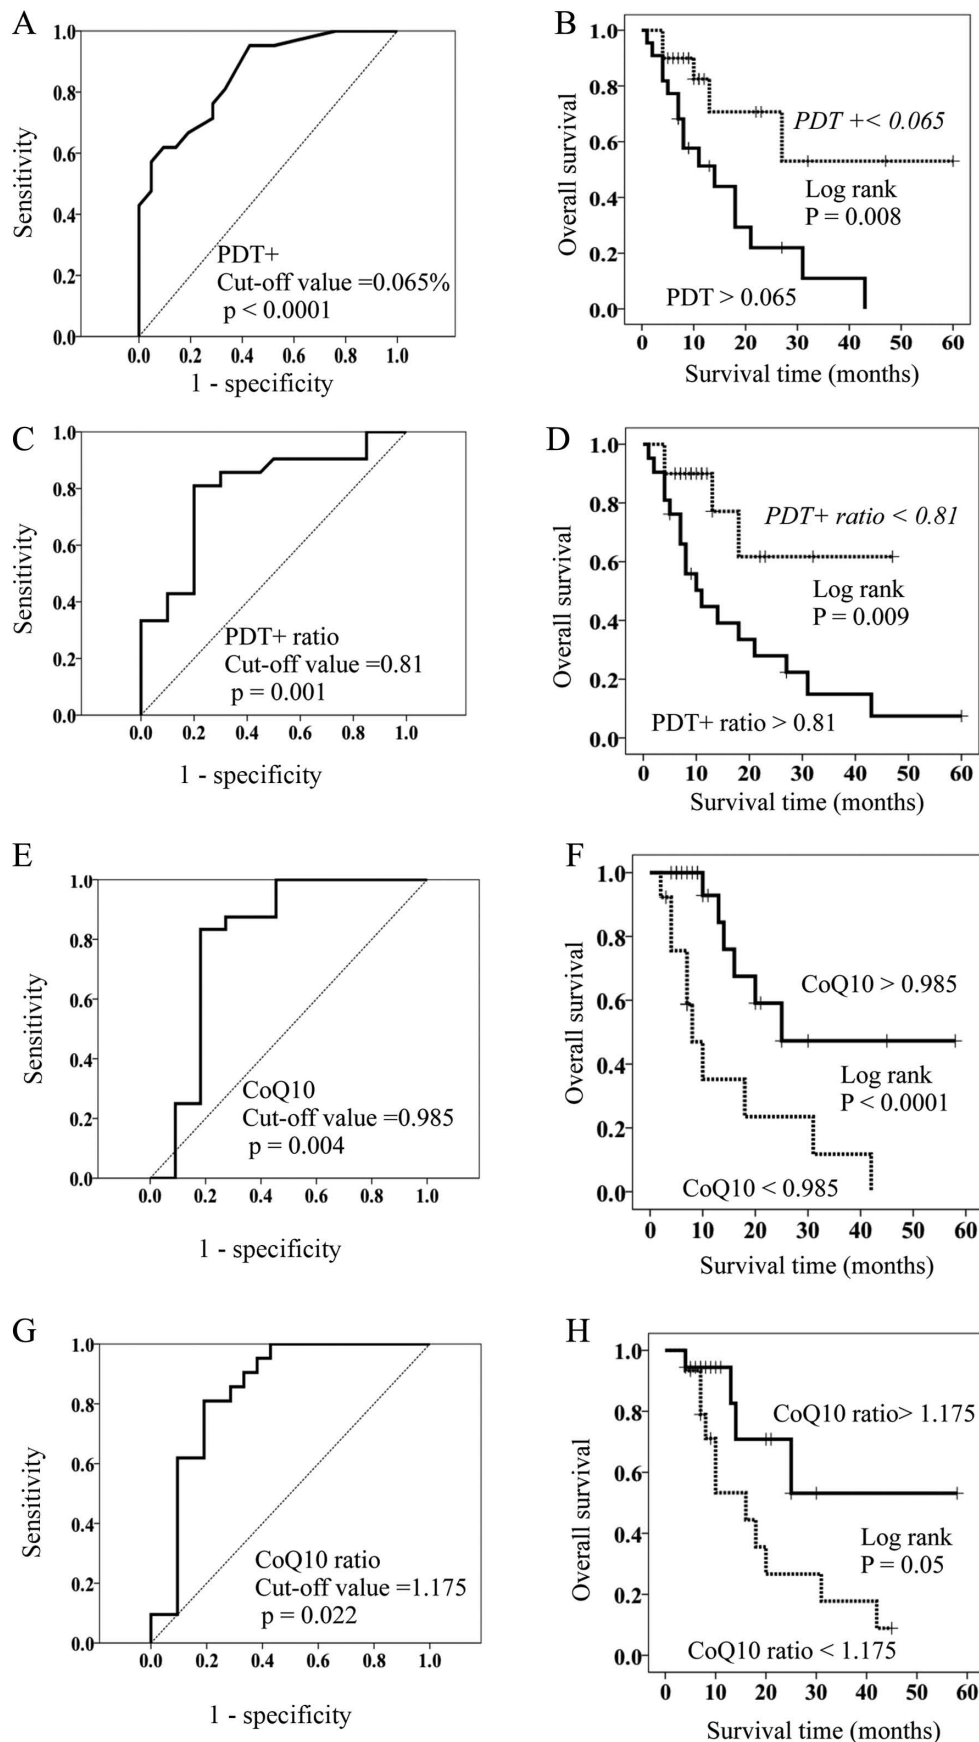 A
1.0
0.8
0.6
0.4
0.2
0.0
Sensitivity
PDT+
Cut-off value =0.065%
p < 0.0001
0.0 0.2 0.4 0.6 0.8 1.0
1 - specificity
B
1.0
0.8
0.6
0.4
0.2
0.0
Overall survival
PDT +< 0.065
Log rank
P = 0.008
PDT > 0.065
0 10 20 30 40 50 60
Survival time (months)
C
1.0
0.8
0.6
0.4
0.2
0.0
Sensitivity
PDT+ ratio
Cut-off value =0.81
p = 0.001
0.0 0.2 0.4 0.6 0.8 1.0
1 - specificity
D
1.0
0.8
0.6
0.4
0.2
0.0
Overall survival
PDT+ ratio < 0.81
Log rank
P = 0.009
PDT+ ratio > 0.81
0 10 20 30 40 50 60
Survival time (months)
E
1.0
0.8
0.6
0.4
0.2
0.0
Sensitivity
CoQ10
Cut-off value =0.985
p = 0.004
0.0 0.2 0.4 0.6 0.8 1.0
1 - specificity
F
1.0
0.8
0.6
0.4
0.2
0.0
Overall survival
CoQ10 > 0.985
Log rank
P < 0.0001
CoQ10 < 0.985
0 10 20 30 40 50 60
Survival time (months)
G
1.0
0.8
0.6
0.4
0.2
0.0
Sensitivity
CoQ10 ratio
Cut-off value =1.175
p = 0.022
0.0 0.2 0.4 0.6 0.8 1.0
1 - specificity
H
1.0
0.8
0.6
0.4
0.2
0.0
Overall survival
CoQ10 ratio> 1.175
Log rank
P = 0.05
CoQ10 ratio < 1.175
0 10 20 30 40 50 60
Survival time (months)